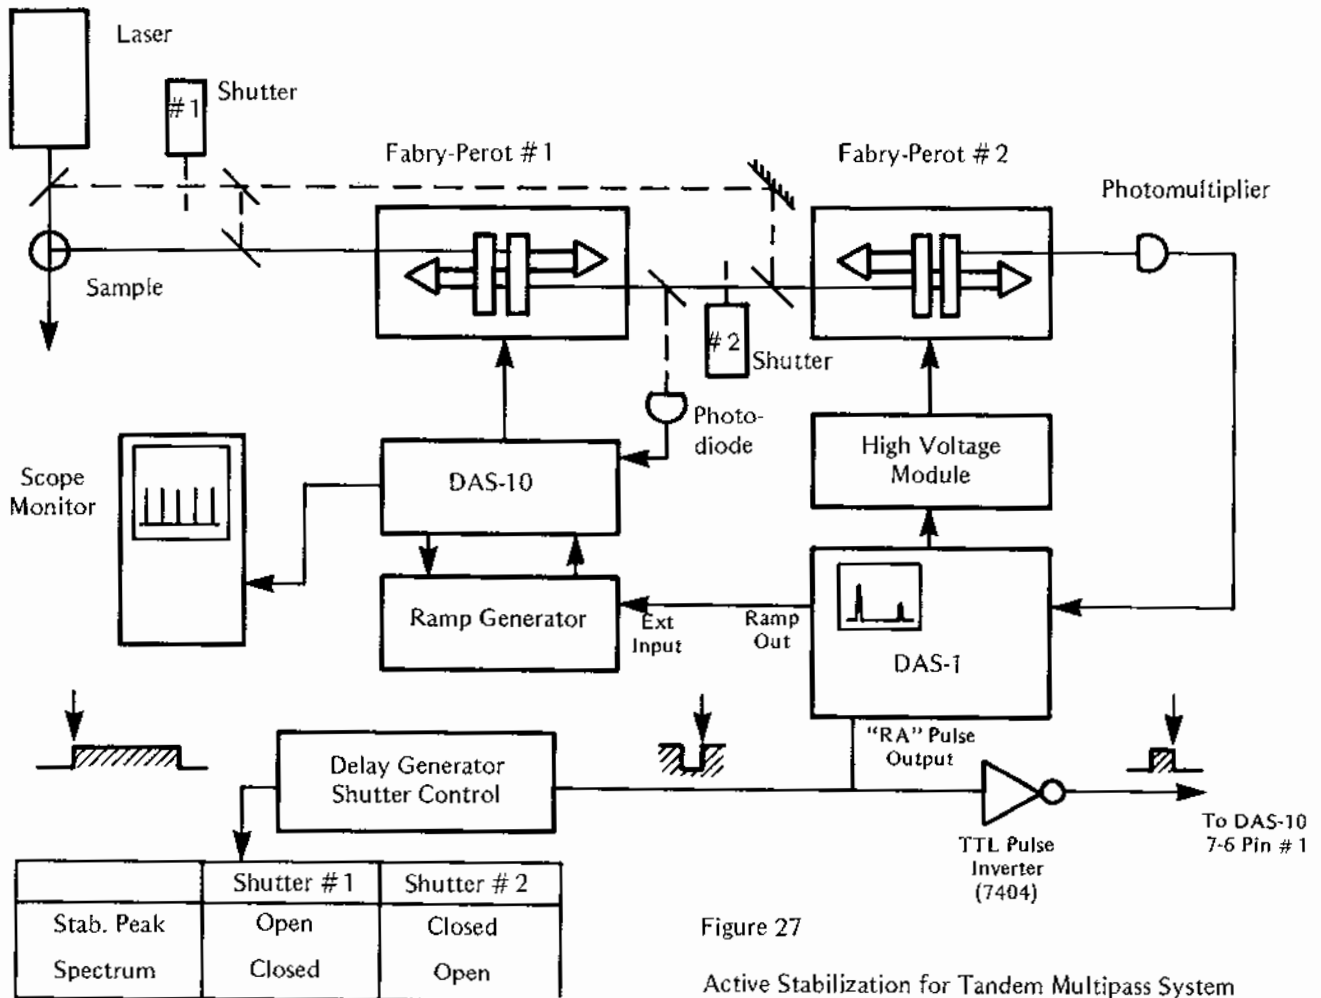 Laser
#1
Shutter
Fabry-Perot #1
Fabry-Perot #2
Photomultiplier
Sample
#2
Shutter
Photo-
diode
High Voltage
Module
Scope
Monitor
DAS-10
Ramp Generator
Ext
Input
Ramp
Out
DAS-1
"RA" Pulse
Output
Delay Generator
Shutter Control
TTL Pulse
Inverter
(7404)
To DAS-10
7-6 Pin #1
Shutter #1 Shutter #2
Stab. Peak Open Closed
Spectrum Closed Open
Figure 27
Active Stabilization for Tandem Multipass System